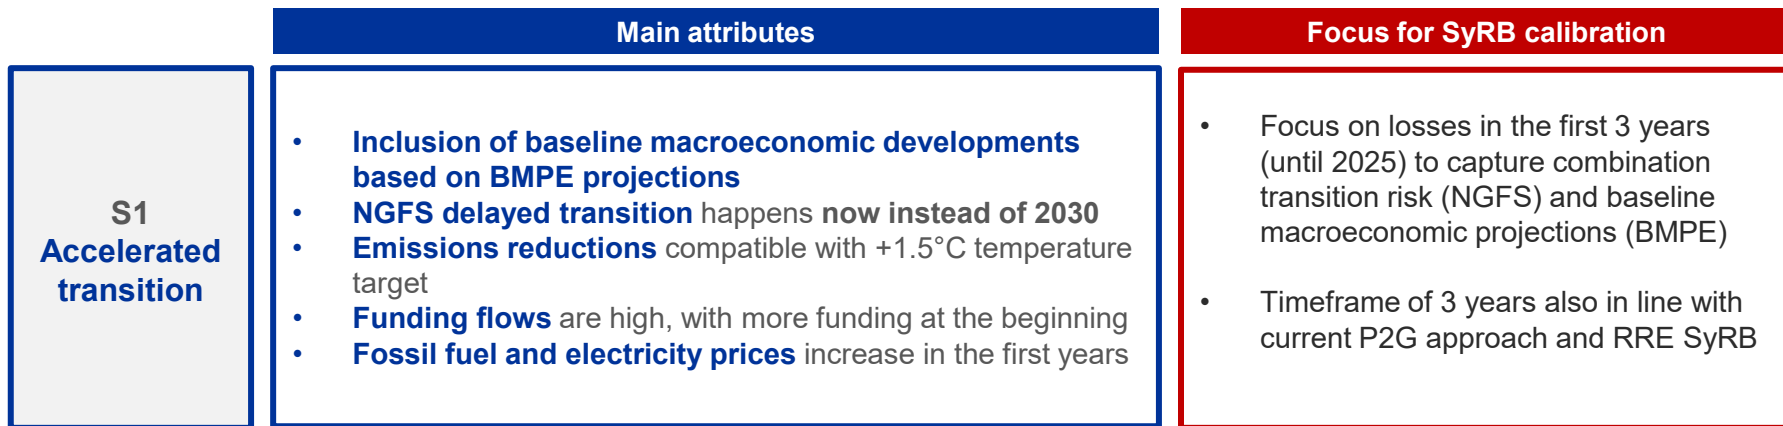 Main attributes
Focus for SyRB calibration
S1
Accelerated
transition
• Inclusion of baseline macroeconomic developments
based on BMPE projections
• NGFS delayed transition happens now instead of 2030
• Emissions reductions compatible with +1.5°C temperature
target
• Funding flows are high, with more funding at the beginning
• Fossil fuel and electricity prices increase in the first years
• Focus on losses in the first 3 years
(until 2025) to capture combination
transition risk (NGFS) and baseline
macroeconomic projections (BMPE)
• Timeframe of 3 years also in line with
current P2G approach and RRE SyRB